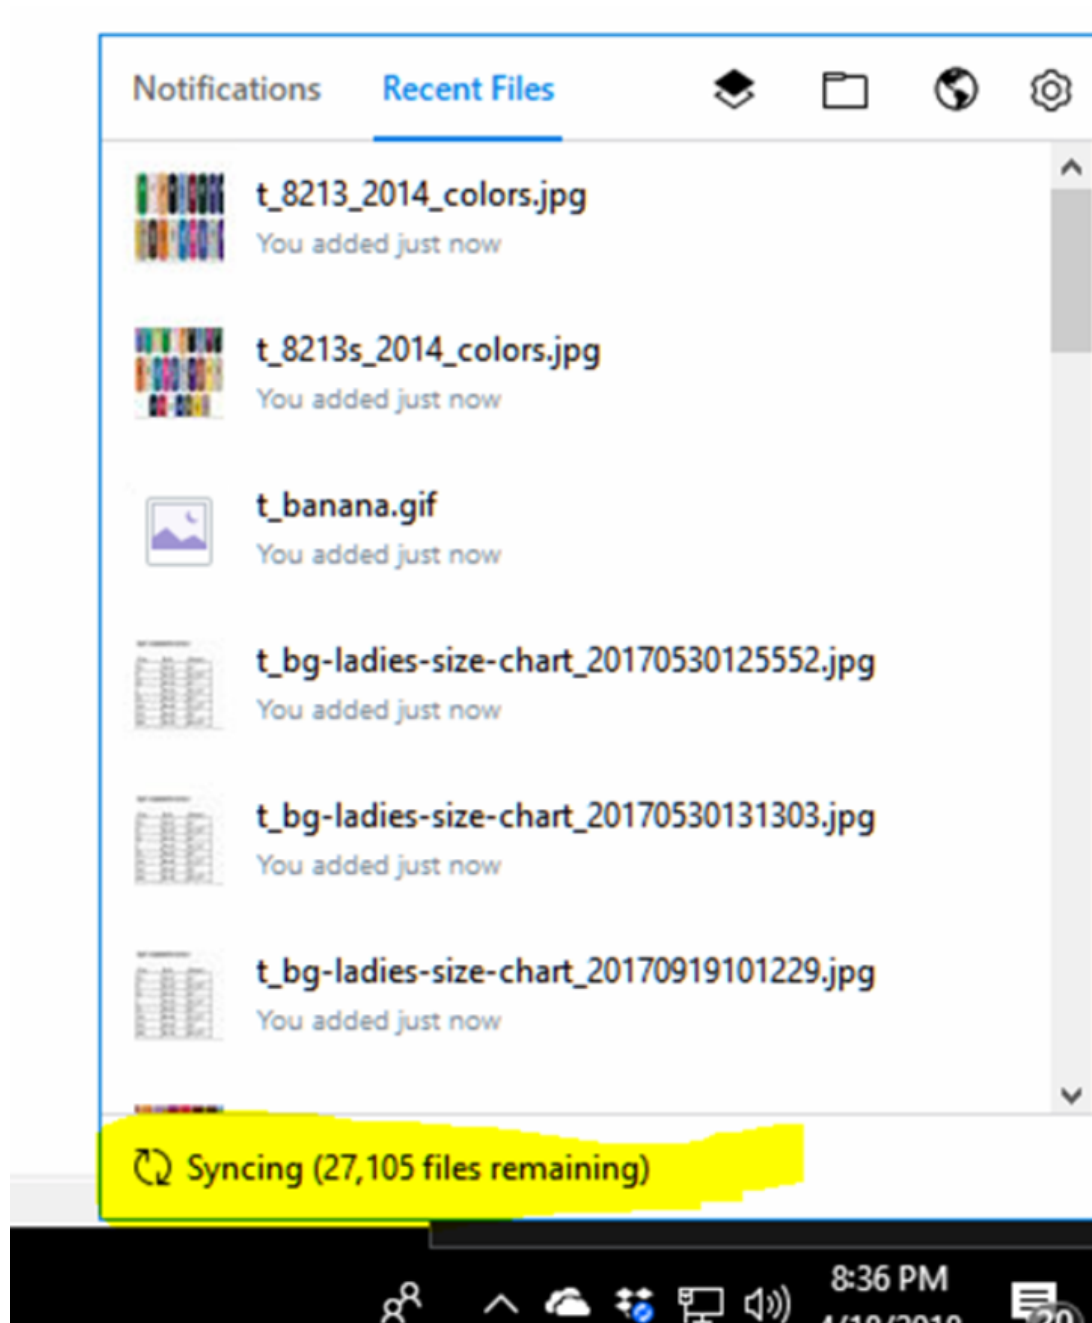 Notifications Recent Files
t_8213_2014_colors.jpg
You added just now
t_8213s_2014_colors.jpg
You added just now
t_banana.gif
You added just now
t_bg-ladies-size-chart_20170530125552.jpg
You added just now
t_bg-ladies-size-chart_20170530131303.jpg
You added just now
t_bg-ladies-size-chart_20170919101229.jpg
You added just now
Syncing (27,105 files remaining)
8:36 PM